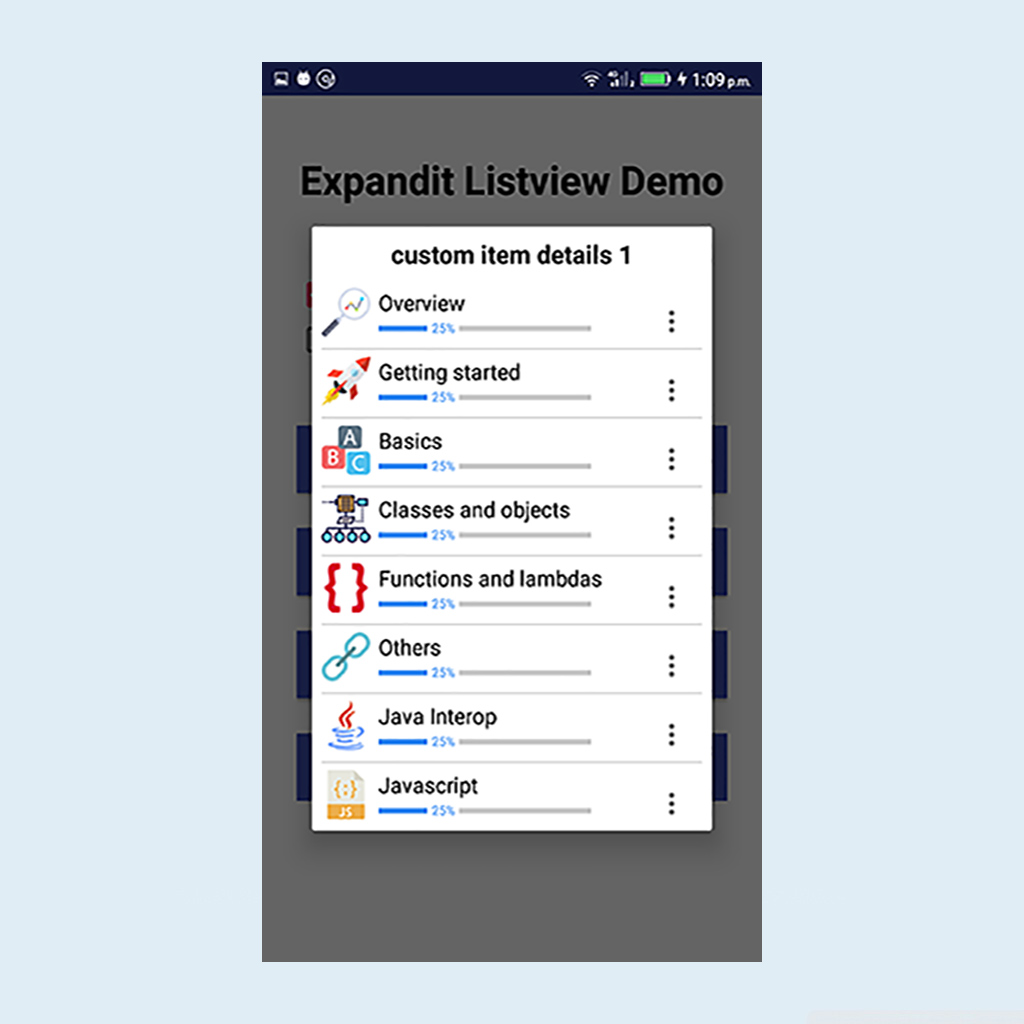 1:09 p.m.
Expandit Listview Demo
custom item details 1
Overview
25%
Getting started
25%
A
B C
Basics
25%
Classes and objects
25%
{ }
Functions and lambdas
25%
Others
25%
Java Interop
25%
{:}
JS
Javascript
25%